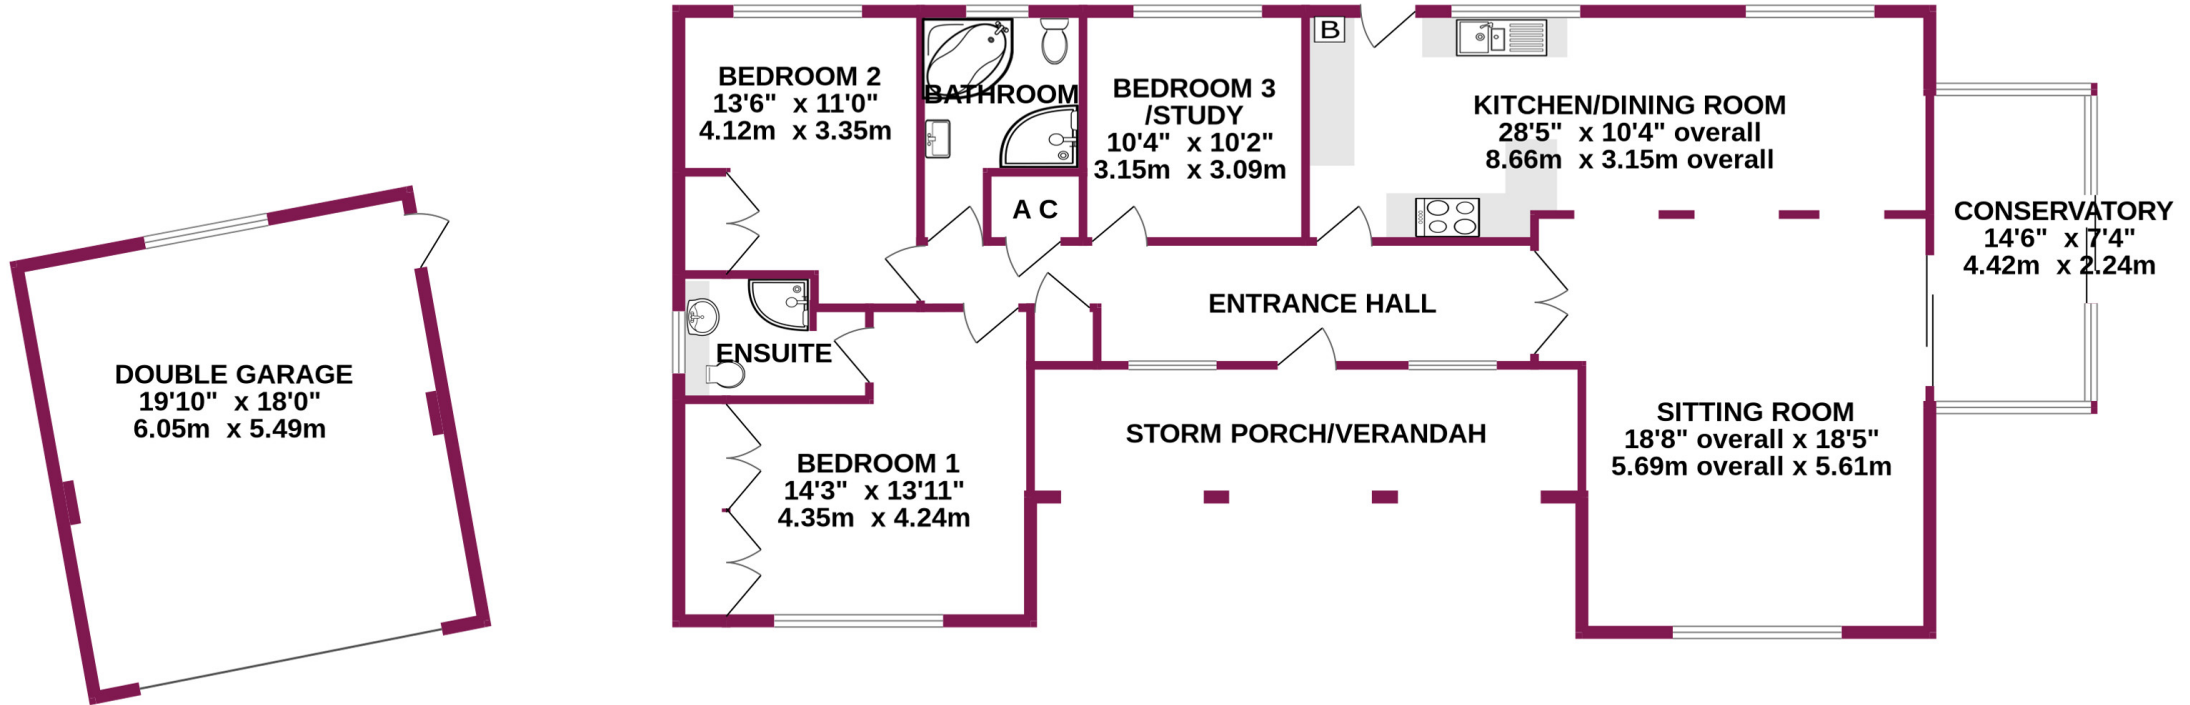 DOUBLE GARAGE
19'10" x 18'0"
6.05m x 5.49m
BEDROOM 2
13'6" x 11'0"
4.12m x 3.35m
BATHROOM
A C
BEDROOM 3
/STUDY
10'4" x 10'2"
3.15m x 3.09m
B
KITCHEN/DINING ROOM
28'5" x 10'4" overall
8.66m x 3.15m overall
CONSERVATORY
14'6" x 7'4"
4.42m x 2.24m
ENSUITE
ENTRANCE HALL
BEDROOM 1
14'3" x 13'11"
4.35m x 4.24m
STORM PORCH/VERANDAH
SITTING ROOM
18'8" overall x 18'5"
5.69m overall x 5.61m